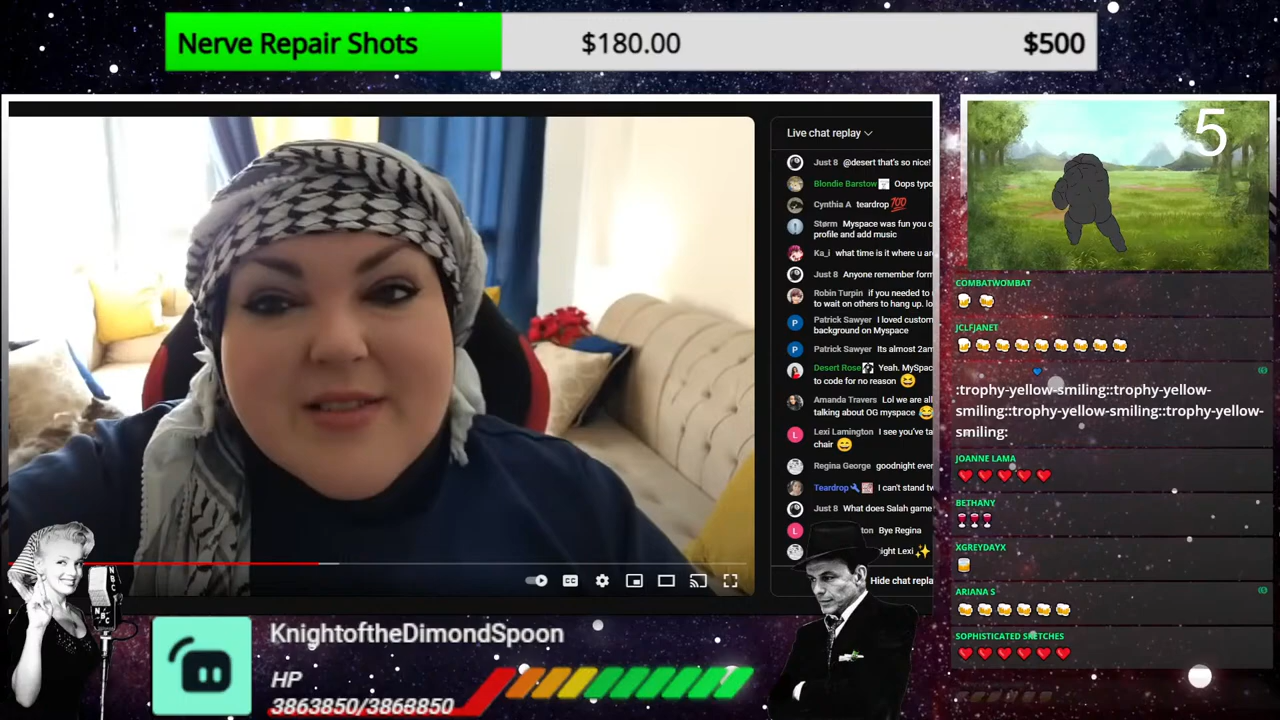 Nerve Repair Shots $180.00 $500
Live chat replay
Just 8 @desert that's so nice!
Blondie Barstow Oops typo
Cynthia A teardrop 💯
Størm Myspace was fun you c
profile and add music
Ka_i what time is it where u ar
Just 8 Anyone remember form
Robin Turpin if you needed to
to wait on others to hang up. lo
Patrick Sawyer I loved custom
background on Myspace
Patrick Sawyer Its almost 2am
Desert Rose Yeah. MySpac
to code for no reason 😆
Amanda Travers Lol we are all
talking about OG myspace 😂
Lexi Lamington I see you've ta
chair 😄
Regina George goodnight ever
Teardrop🔧 I can't stand tw
Just 8 What does Salah game
ton Bye Regina
ight Lexi ✨
Hide chat repla
5
COMBATWOMBAT
JCLFJANET
:trophy-yellow-smiling::trophy-yellow-
smiling::trophy-yellow-smiling::trophy-yellow-
smiling:
JOANNE LAMA
BETHANY
XGREYDAYX
ARIANA S
SOPHISTICATED SKETCHES
NBC
NBC
KnightoftheDimondSpoon
HP
3863850/3868850